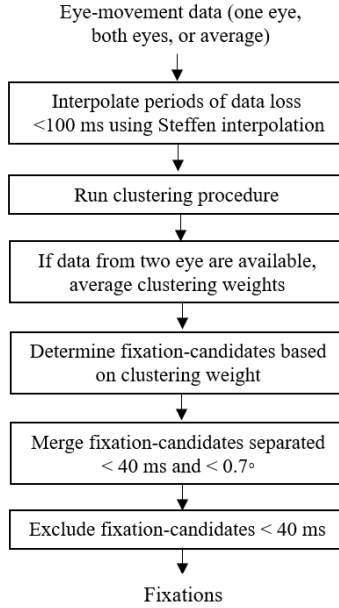 Eye-movement data (one eye,
both eyes, or average)
Interpolate periods of data loss
<100 ms using Steffen interpolation
Run clustering procedure
If data from two eye are available,
average clustering weights
Determine fixation-candidates based
on clustering weight
Merge fixation-candidates separated
< 40 ms and < 0.7°
Exclude fixation-candidates < 40 ms
Fixations